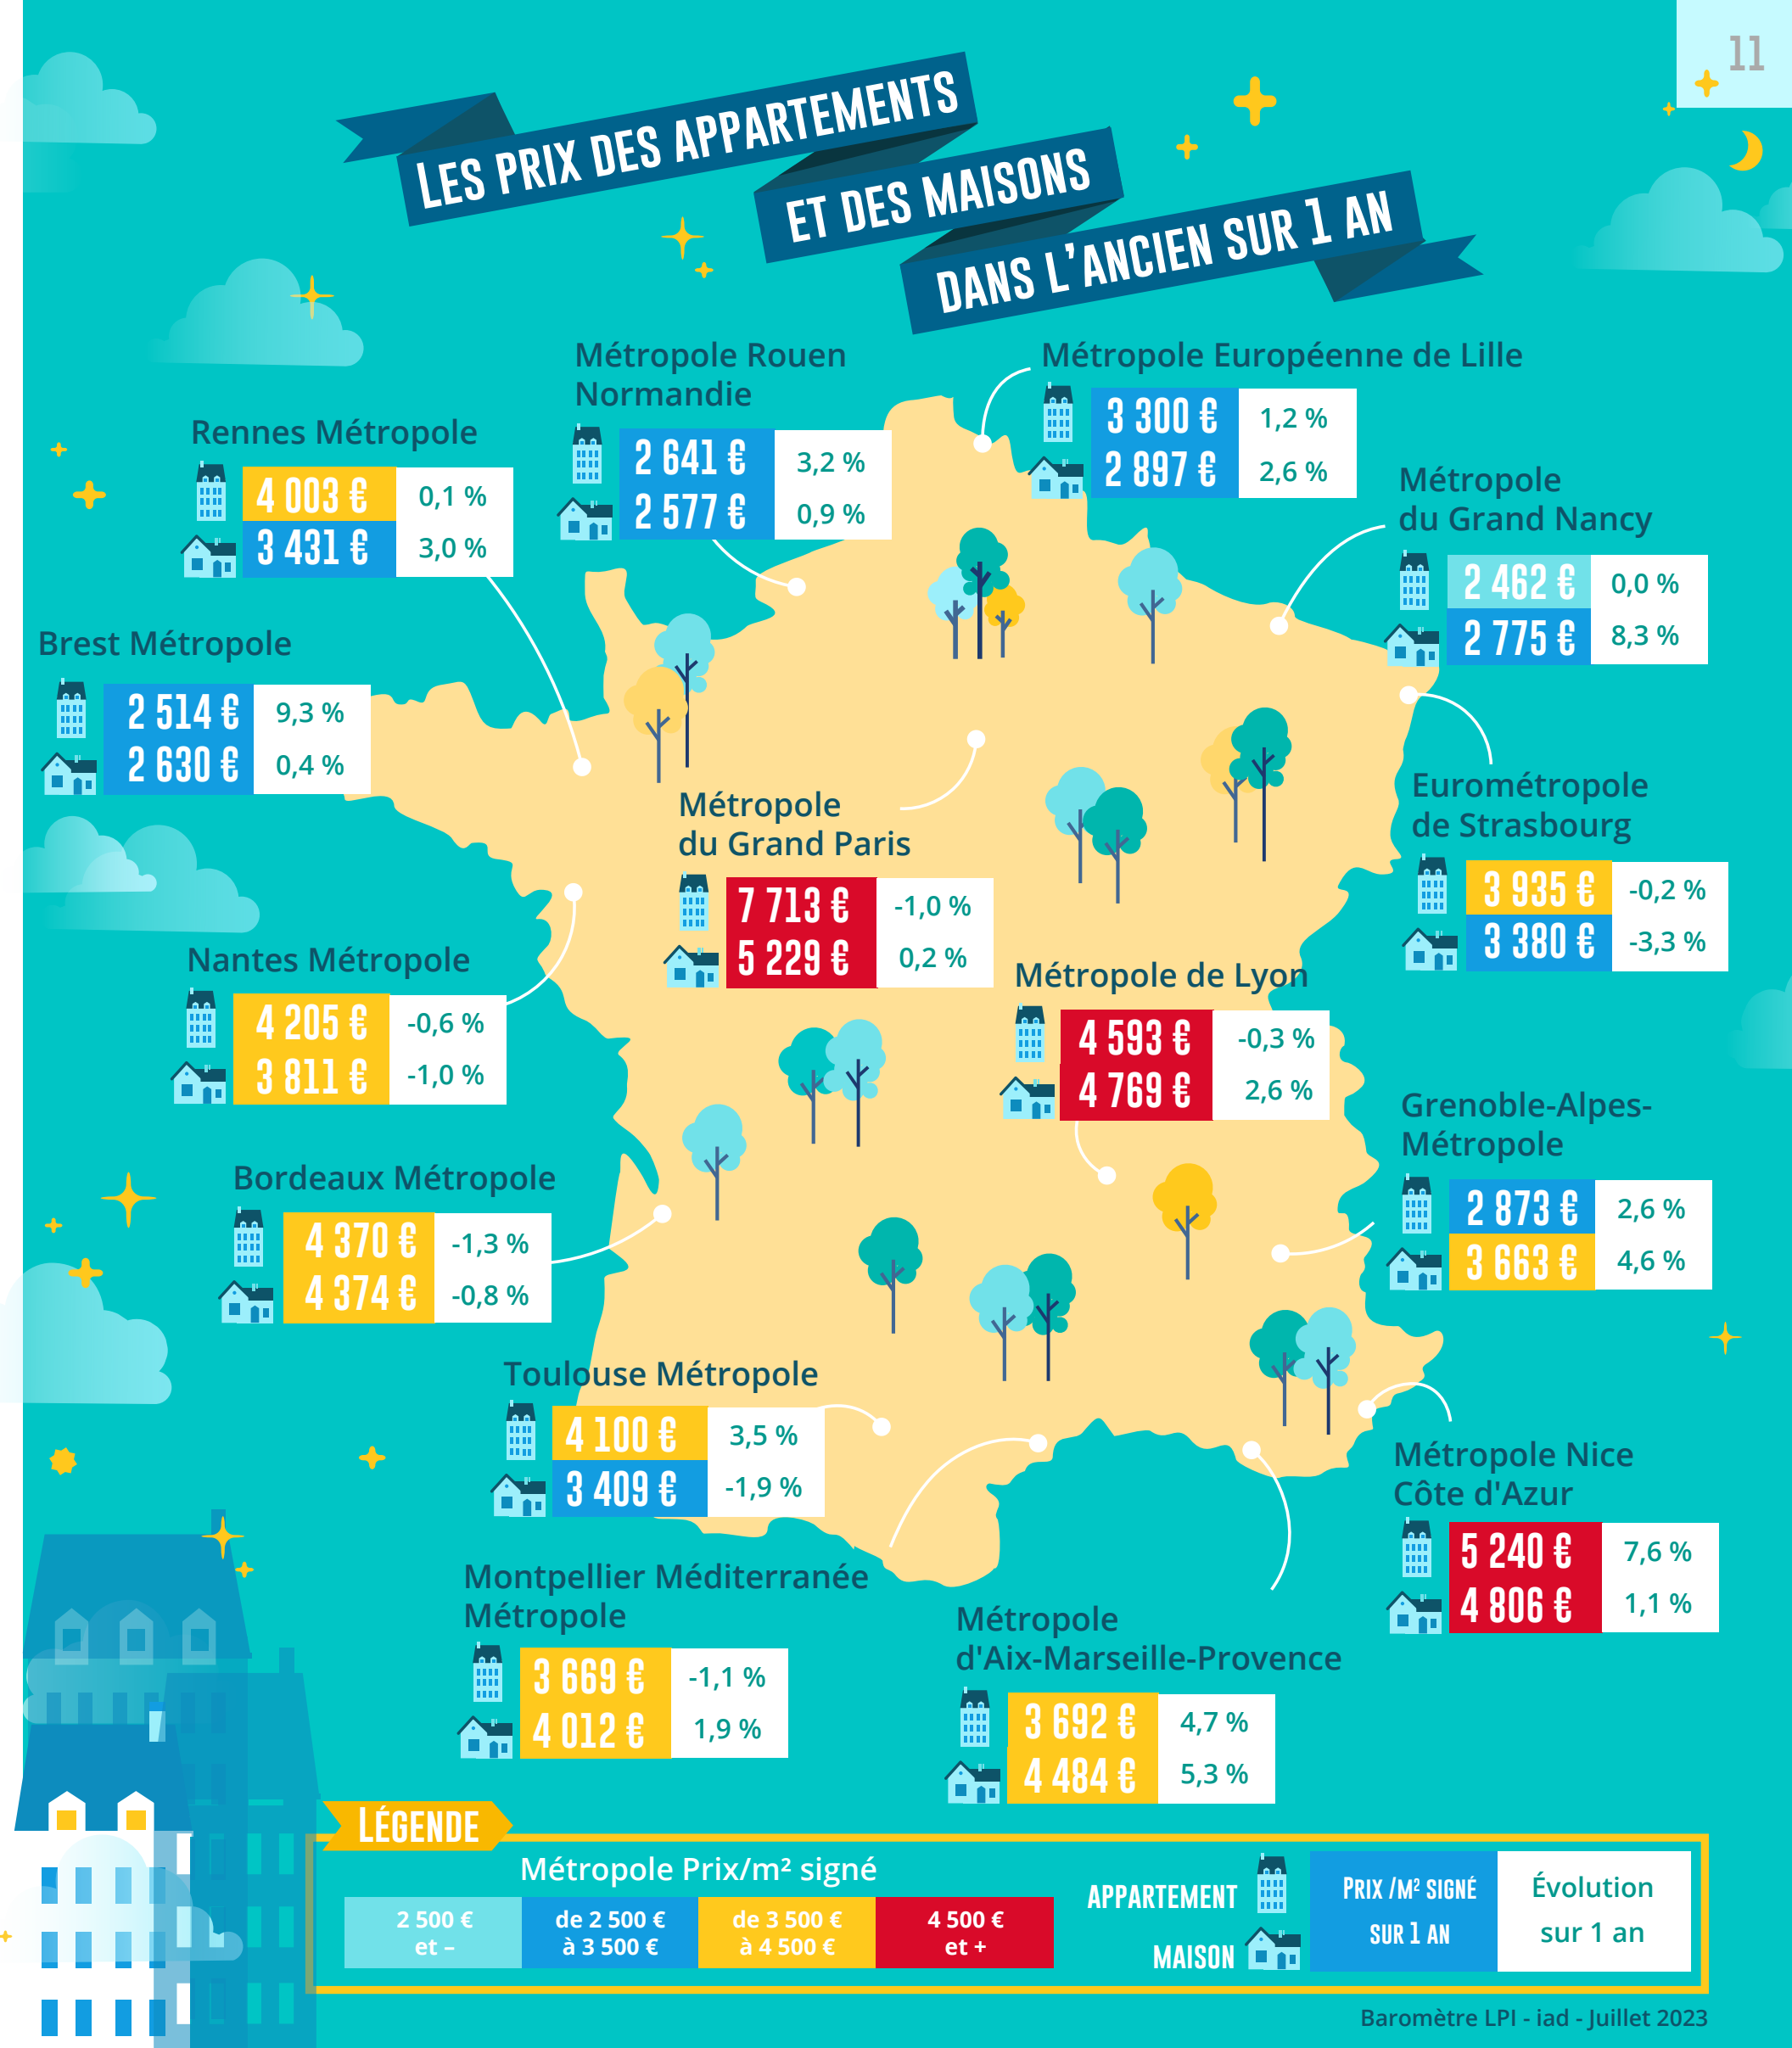 11
LES PRIX DES APPARTEMENTS
ET DES MAISONS
DANS L'ANCIEN SUR 1 AN
Métropole Rouen
Normandie
2 641 €
3,2 %
2 577 €
0,9 %
Métropole Européenne de Lille
3 300 €
1,2 %
2 897 €
2,6 %
Rennes Métropole
4 003 €
0,1 %
3 431 €
3,0 %
Métropole
du Grand Nancy
2 462 €
0,0 %
2 775 €
8,3 %
Brest Métropole
2 514 €
9,3 %
2 630 €
0,4 %
Métropole
du Grand Paris
7 713 €
-1,0 %
5 229 €
0,2 %
Eurométropole
de Strasbourg
3 935 €
-0,2 %
3 380 €
-3,3 %
Nantes Métropole
4 205 €
-0,6 %
3 811 €
-1,0 %
Métropole de Lyon
4 593 €
-0,3 %
4 769 €
2,6 %
Grenoble-Alpes-
Métropole
2 873 €
2,6 %
3 663 €
4,6 %
Bordeaux Métropole
4 370 €
-1,3 %
4 374 €
-0,8 %
Toulouse Métropole
4 100 €
3,5 %
3 409 €
-1,9 %
Métropole Nice
Côte d'Azur
5 240 €
7,6 %
4 806 €
1,1 %
Montpellier Méditerranée
Métropole
3 669 €
-1,1 %
4 012 €
1,9 %
Métropole
d'Aix-Marseille-Provence
3 692 €
4,7 %
4 484 €
5,3 %
LÉGENDE
Métropole Prix/m² signé
2 500 €
et –
de 2 500 €
à 3 500 €
de 3 500 €
à 4 500 €
4 500 €
et +
APPARTEMENT
MAISON
PRIX /M² SIGNÉ
SUR 1 AN
Évolution
sur 1 an
Baromètre LPI - iad - Juillet 2023